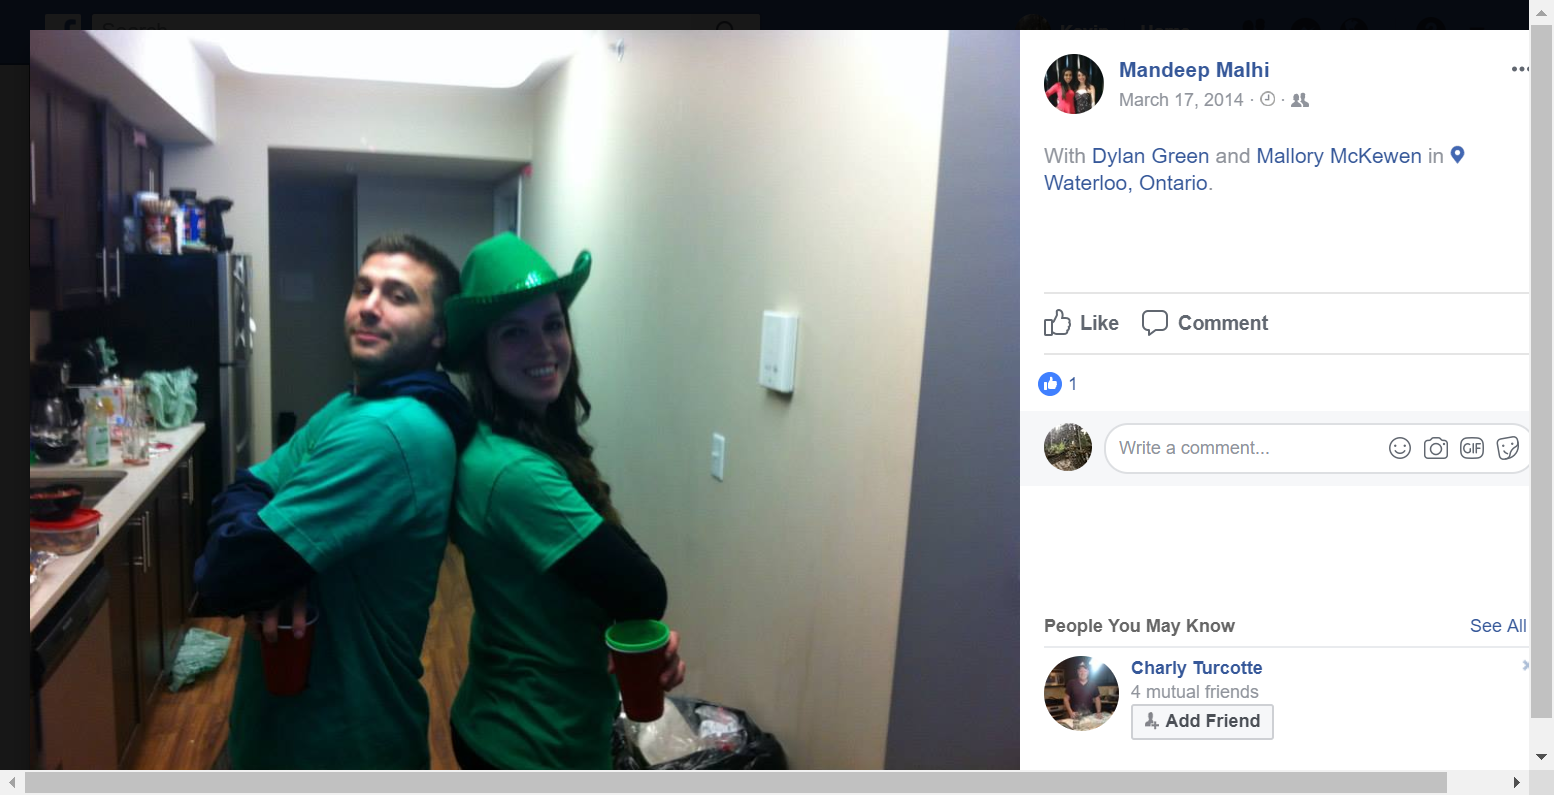 Search
Mandeep Malhi
March 17, 2014 ·
·
With Dylan Green and Mallory McKewen in
Waterloo, Ontario.
Like
Comment
1
Write a comment...
GIF
People You May Know
See All
Charly Turcotte
4 mutual friends
Add Friend